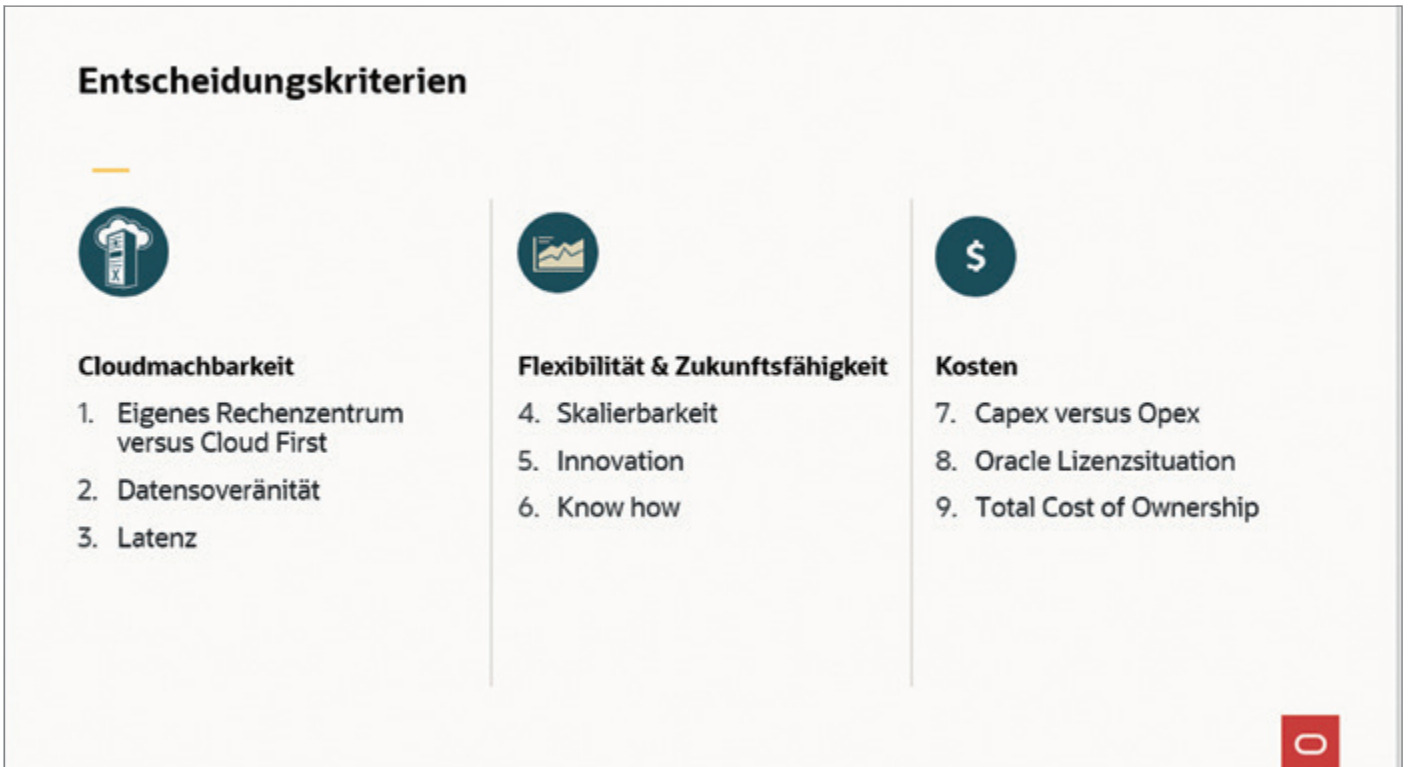 Entscheidungskriterien
$
Cloudmachbarkeit
1. Eigenes Rechenzentrum
versus Cloud First
2. Datensoveränität
3. Latenz
Flexibilität & Zukunftsfähigkeit
4. Skalierbarkeit
5. Innovation
6. Know how
Kosten
7. Capex versus Opex
8. Oracle Lizenzsituation
9. Total Cost of Ownership